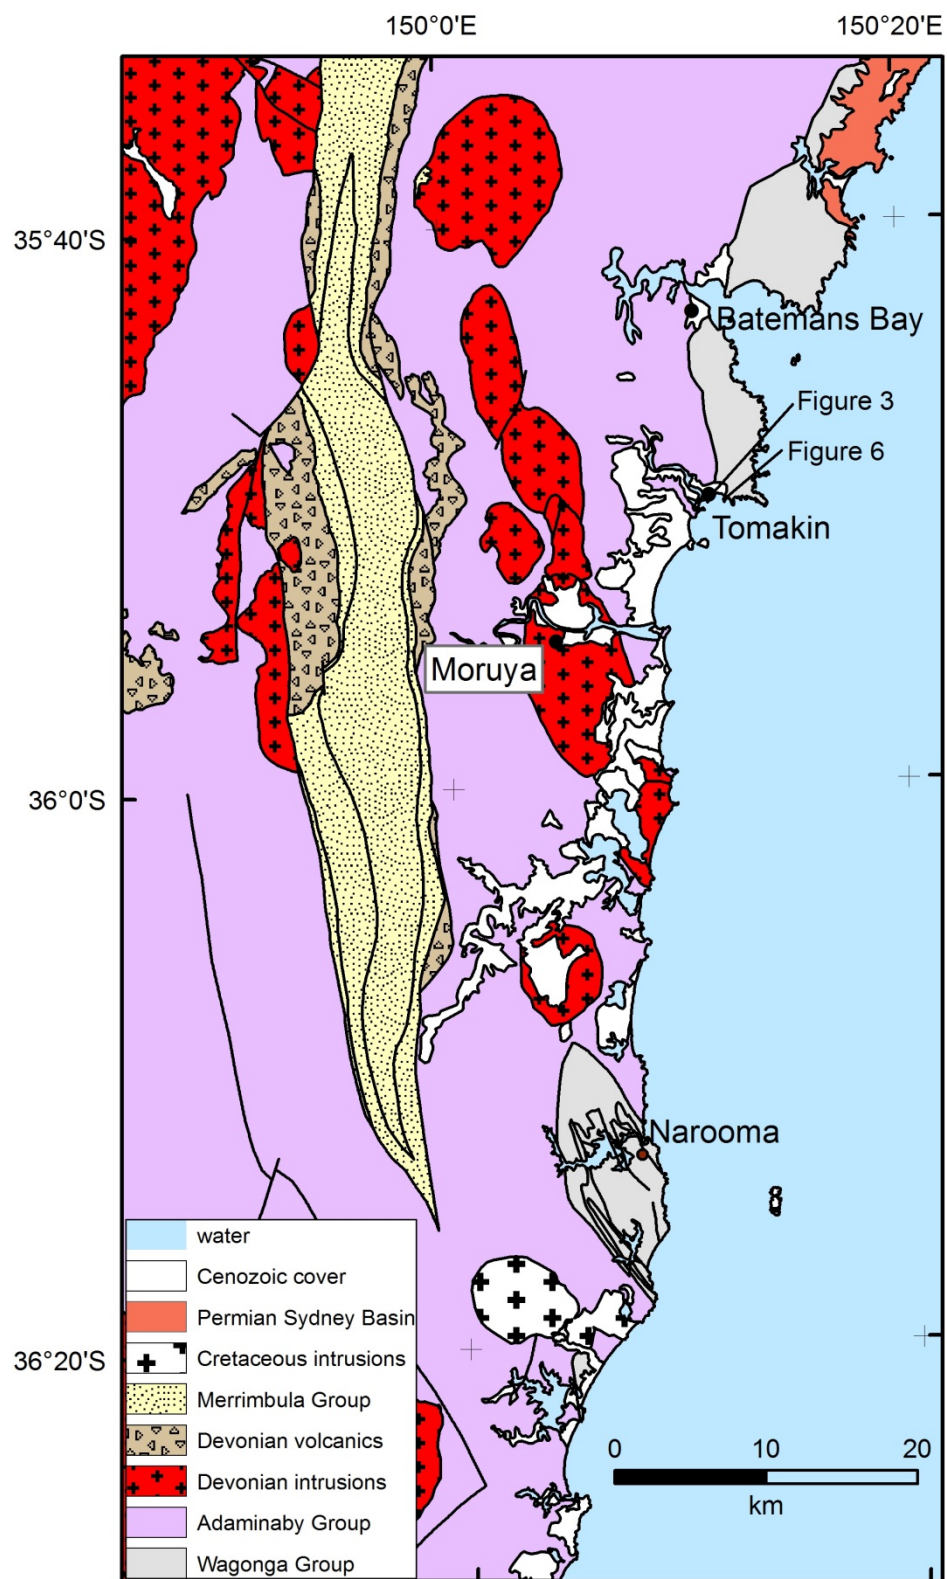 150°0'E
150°20'E
35°40'S
Batemans Bay
Figure 3
Figure 6
Tomakin
Moruya
36°0'S
Narooma
36°20'S
water
Cenozoic cover
Permian Sydney Basin
Cretaceous intrusions
Merrimbula Group
Devonian volcanics
Devonian intrusions
Adaminaby Group
Wagonga Group
0 10 20
km